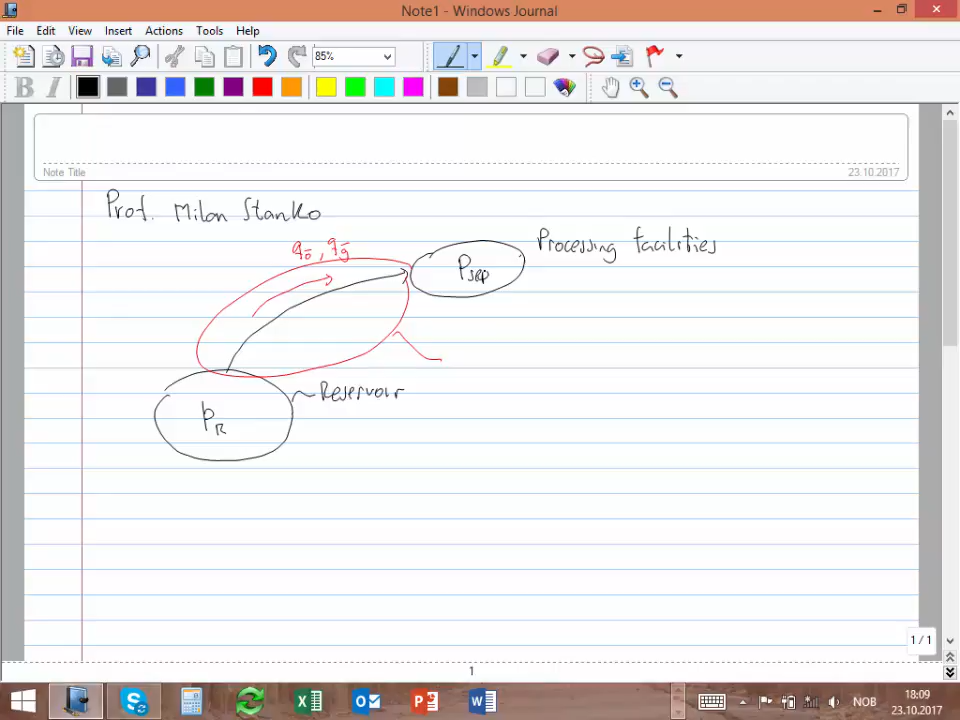 Note1 - Windows Journal
File Edit View Insert Actions Tools Help
85%
B I
Note Title
23.10.2017
Prof. Milan Stanko
qō, qḡ
Processing facilities
Psep
Reservoir
PR
1 / 1
1
NOB
18:09
23.10.2017